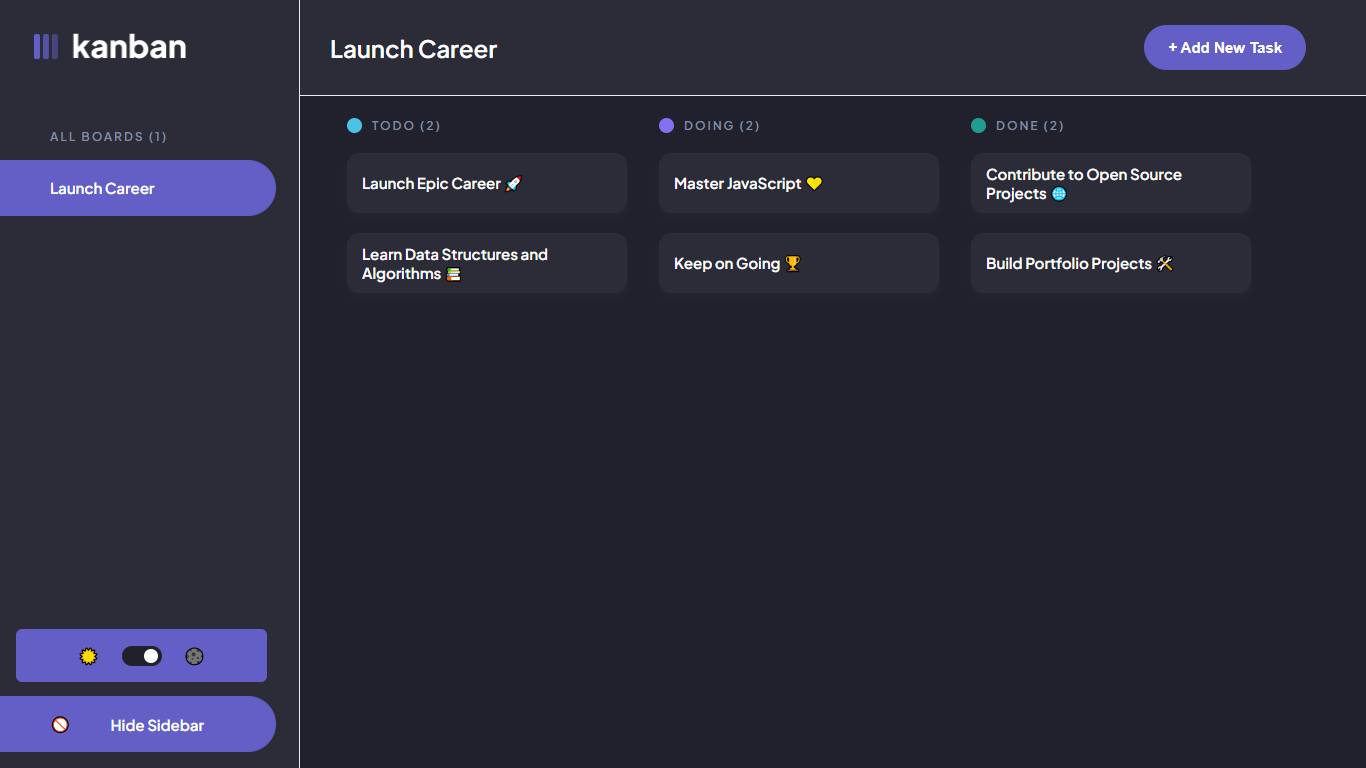 kanban
Launch Career
+ Add New Task
ALL BOARDS (1)
Launch Career
TODO (2)
DOING (2)
DONE (2)
Launch Epic Career 🚀
Master JavaScript 💛
Contribute to Open Source
Projects 🌐
Learn Data Structures and
Algorithms 📚
Keep on Going 🏆
Build Portfolio Projects 🛠️
Hide Sidebar